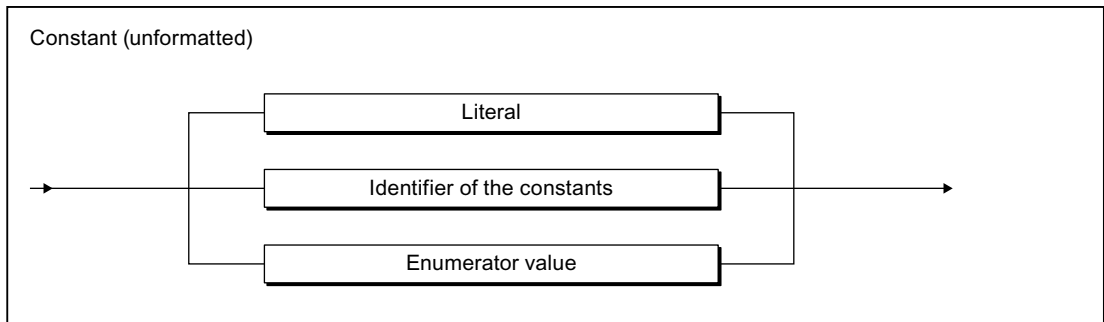 Constant (unformatted)
Literal
Identifier of the constants
Enumerator value